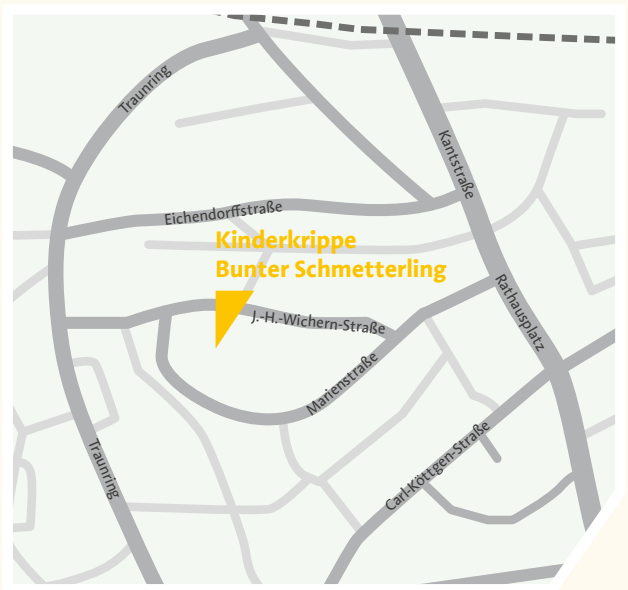 Traunring
Kantstraße
Eichendorffstraße
Kinderkrippe
Bunter Schmetterling
J.-H.-Wichern-Straße
Rathausplatz
Marienstraße
Carl-Köttgen-Straße
Traunring